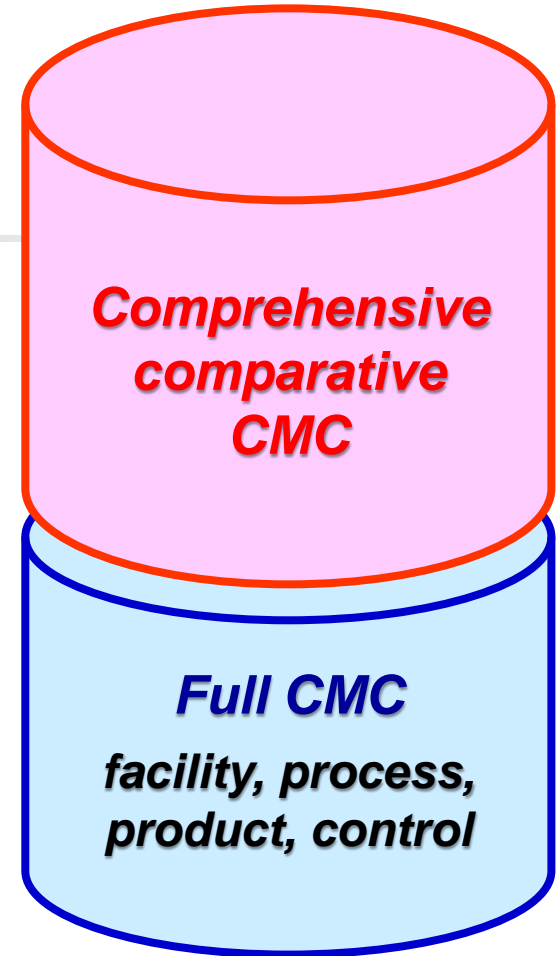 Comprehensive
comparative
CMC
Full CMC
facility, process,
product, control